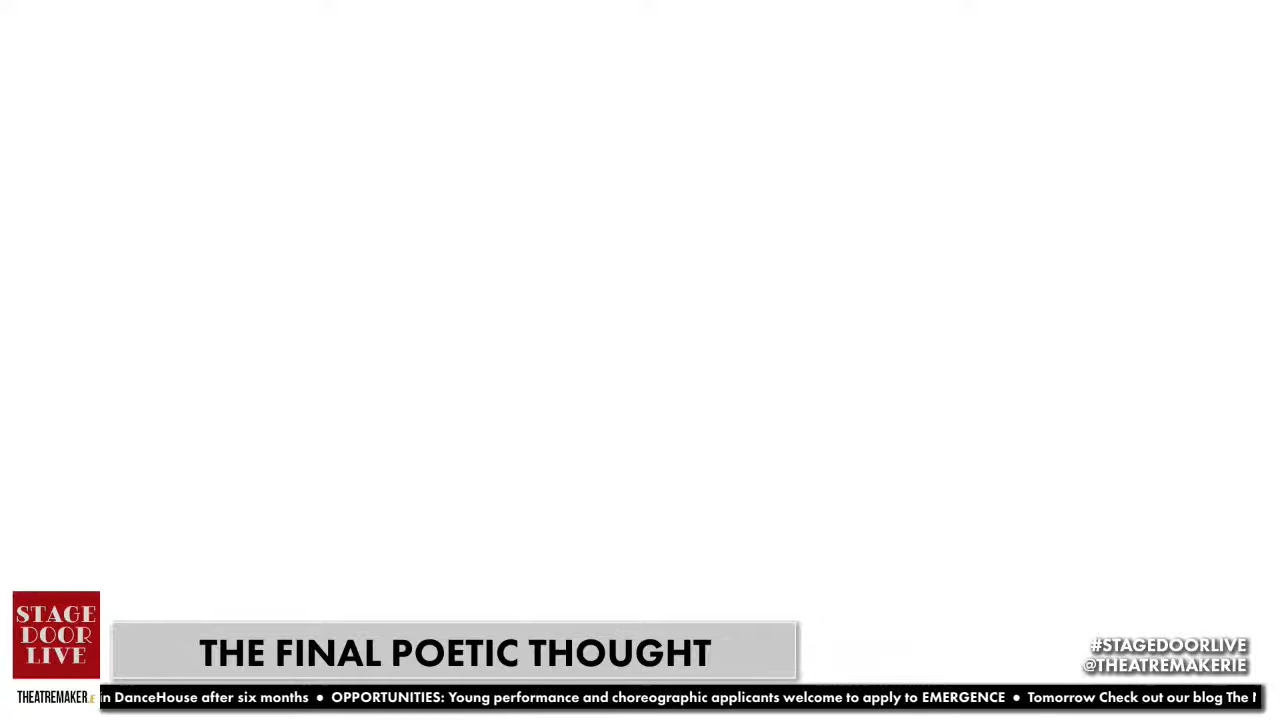 STAGE
DOOR
LIVE
THE FINAL POETIC THOUGHT
#STAGEDOORLIVE
@THEATREMAKERIE
THEATREMAKER.IE
in DanceHouse after six months ● OPPORTUNITIES: Young performance and choreographic applicants welcome to apply to EMERGENCE ● Tomorrow Check out our blog The